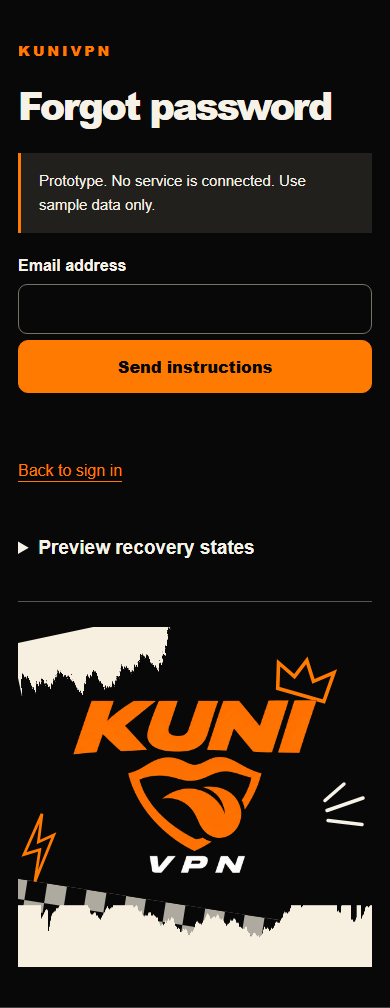 KUNIVPN
Forgot password
Prototype. No service is connected. Use
sample data only.
Email address
Send instructions
Back to sign in
Preview recovery states
KUNI
VPN